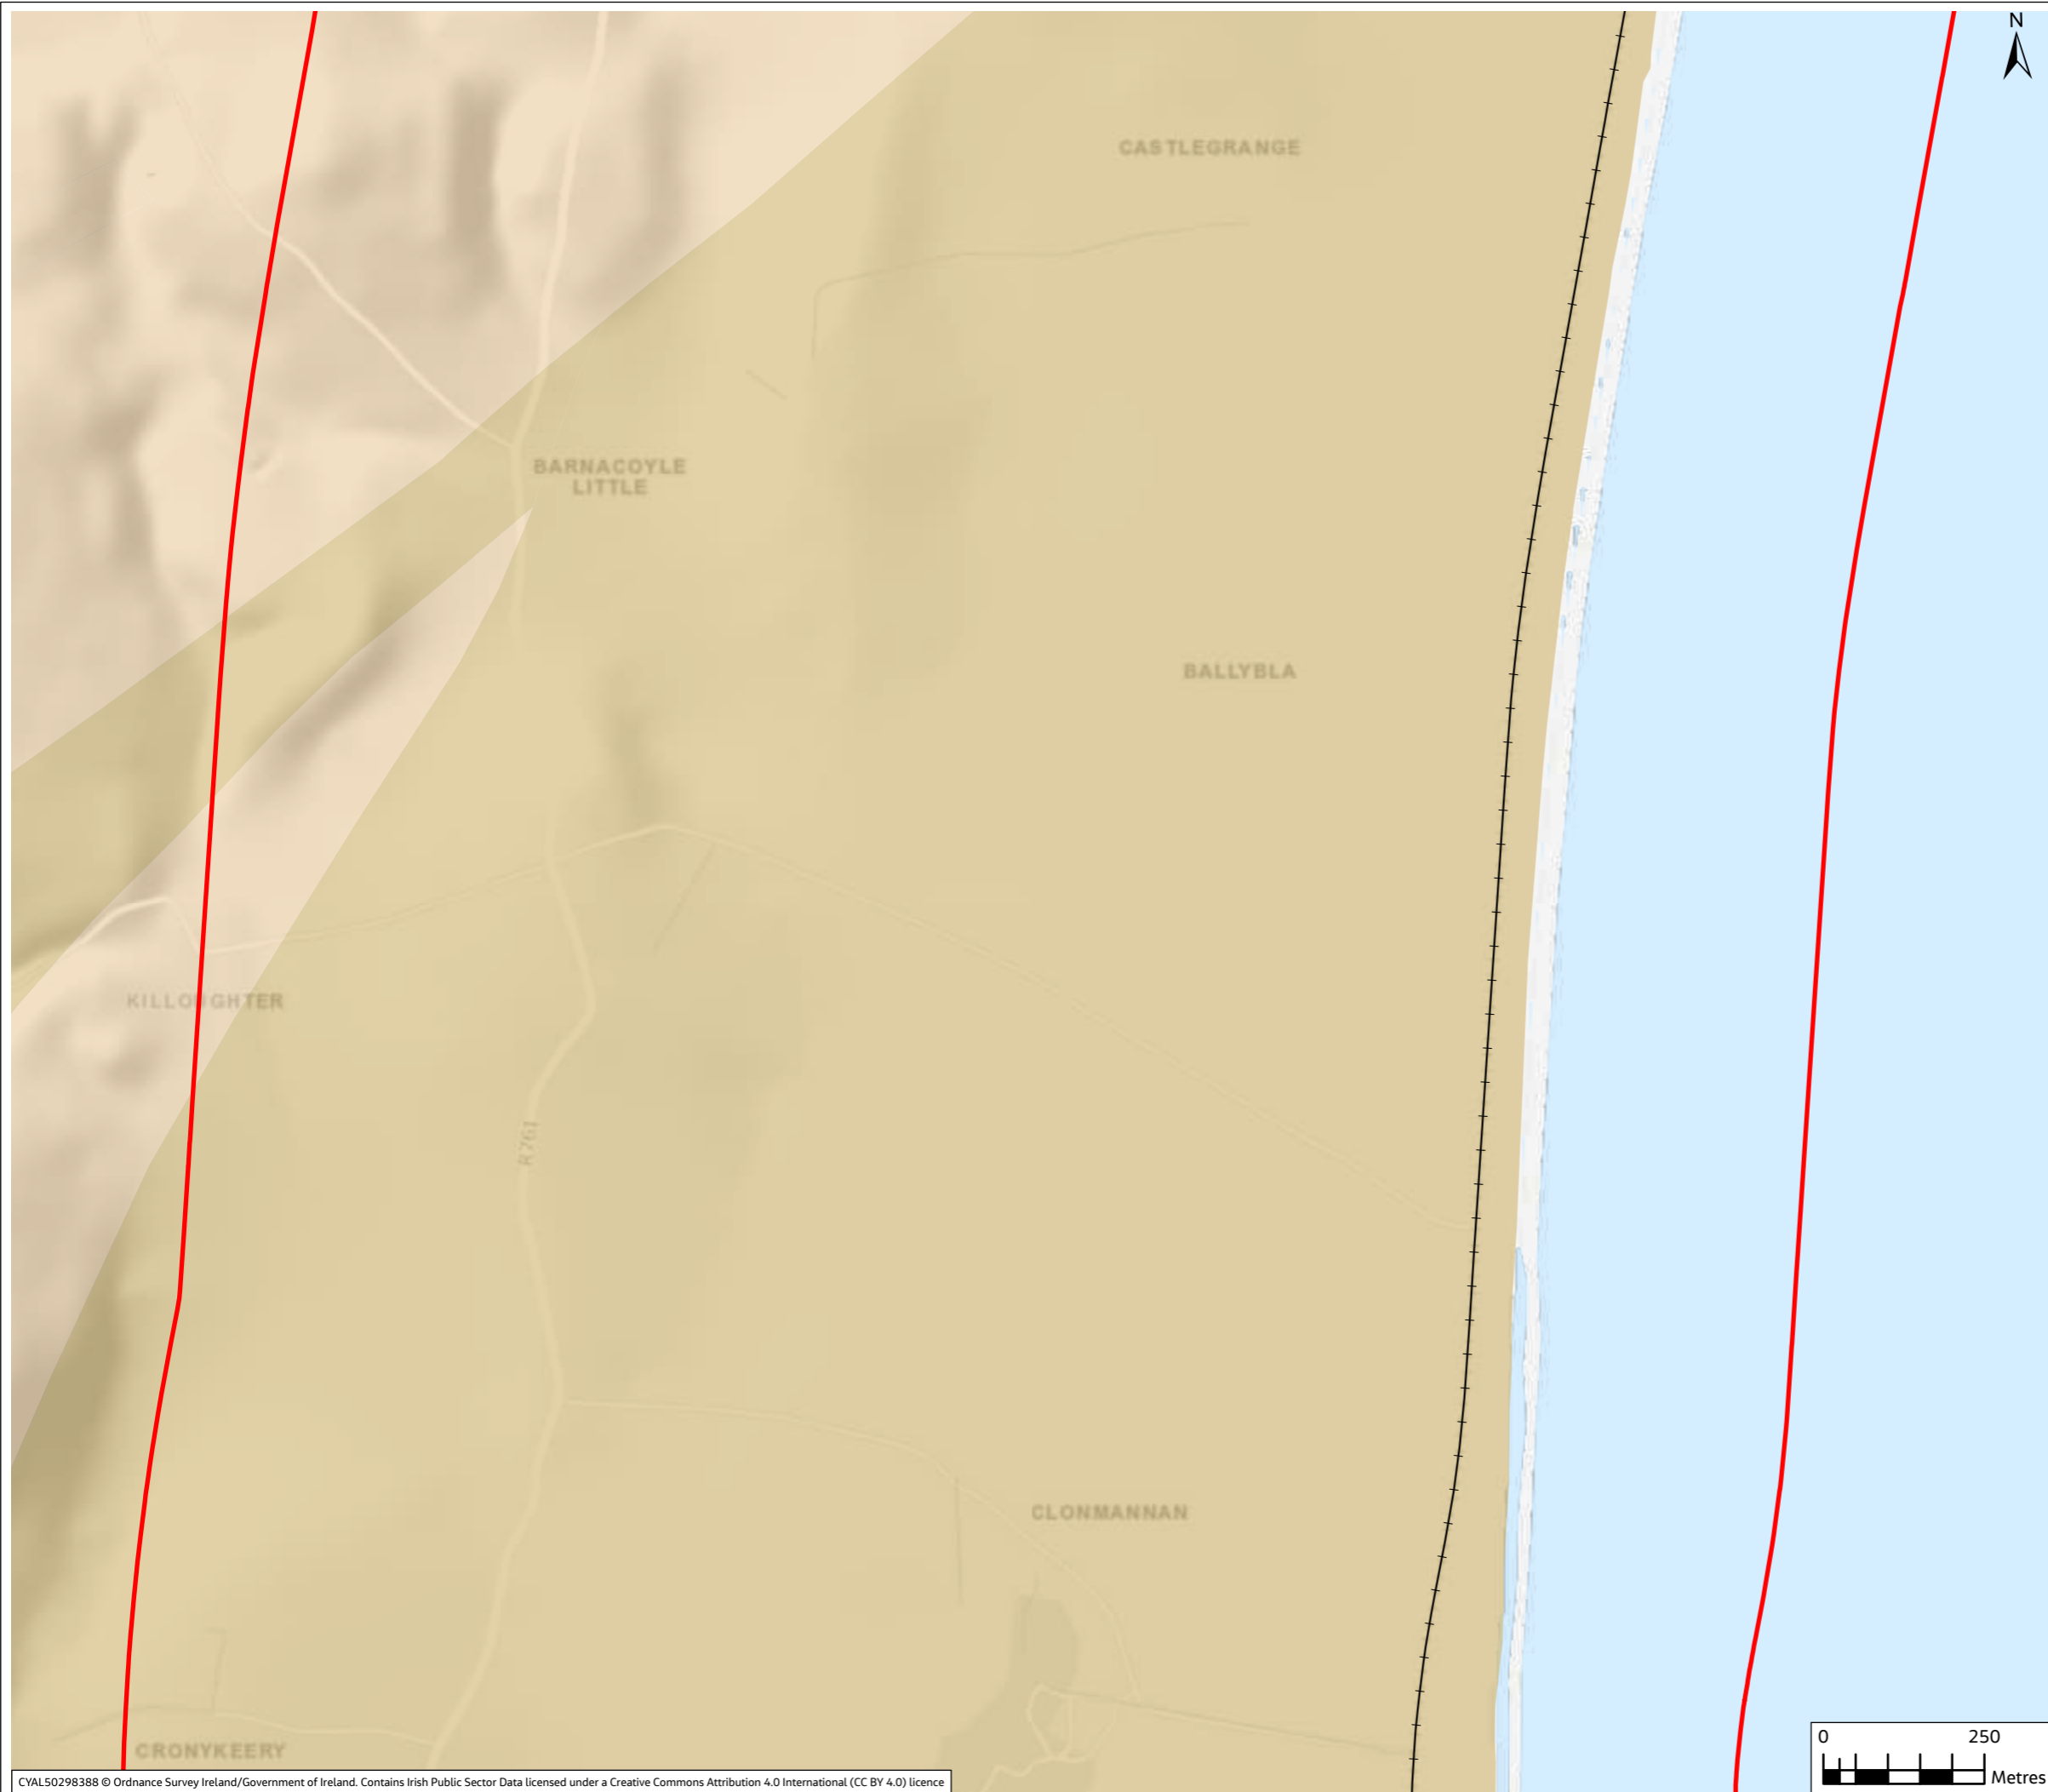 N
CASTLEGRANGE
BARNACOYLE
LITTLE
BALLYBLA
KILLOUGHTER
R761
CLONMANNAN
CRONYKEERY
0 250
Metres
CYAL50298388 © Ordnance Survey Ireland/Government of Ireland. Contains Irish Public Sector Data licensed under a Creative Commons Attribution 4.0 International (CC BY 4.0) licence